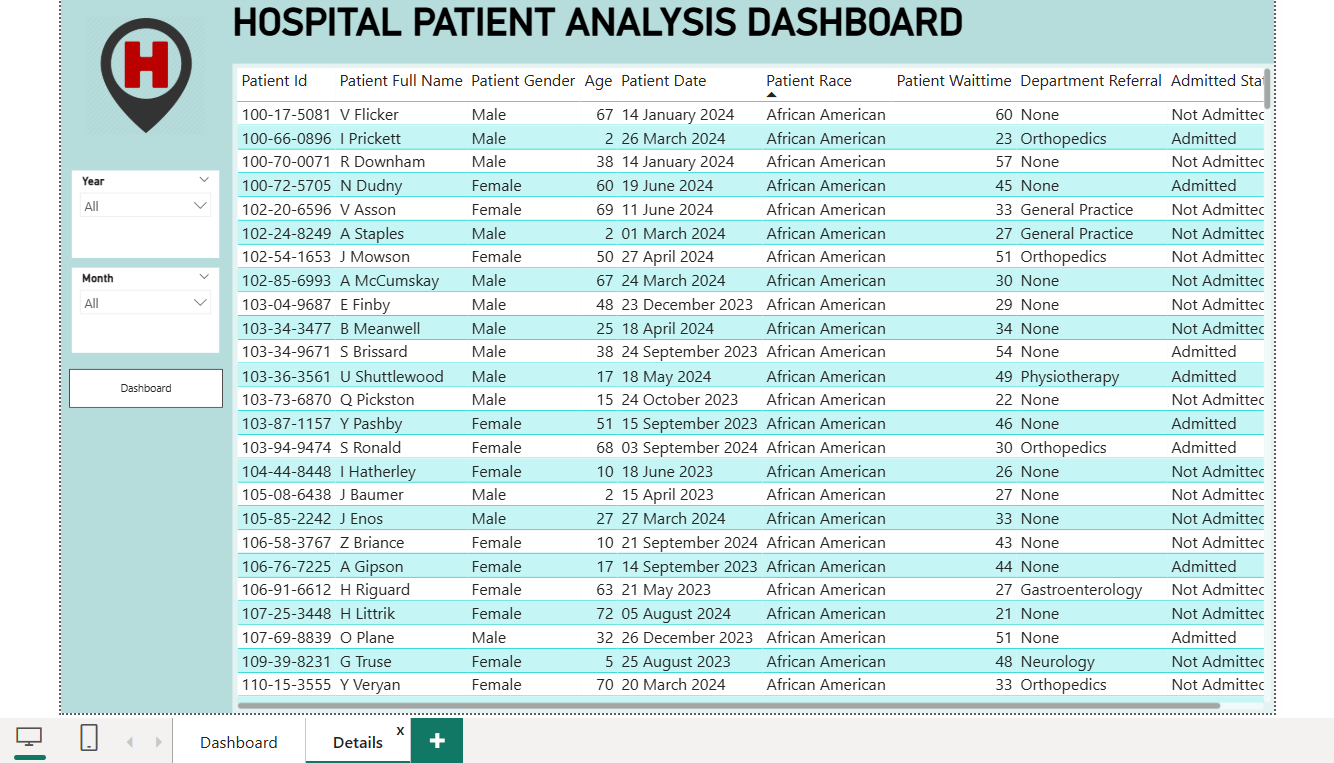 HOSPITAL PATIENT ANALYSIS DASHBOARD
H
Year
All
Month
All
Dashboard
Patient Id Patient Full Name Patient Gender Age Patient Date Patient Race Patient Waittime Department Referral Admitted Stat
100-17-5081 V Flicker Male 67 14 January 2024 African American 60 None Not Admitted
100-66-0896 I Prickett Male 2 26 March 2024 African American 23 Orthopedics Admitted
100-70-0071 R Downham Male 38 14 January 2024 African American 57 None Not Admitted
100-72-5705 N Dudny Female 60 19 June 2024 African American 45 None Admitted
102-20-6596 V Asson Female 69 11 June 2024 African American 33 General Practice Not Admitted
102-24-8249 A Staples Male 2 01 March 2024 African American 27 General Practice Not Admitted
102-54-1653 J Mowson Female 50 27 April 2024 African American 51 Orthopedics Not Admitted
102-85-6993 A McCumskay Male 67 24 March 2024 African American 30 None Not Admitted
103-04-9687 E Finby Male 48 23 December 2023 African American 29 None Not Admitted
103-34-3477 B Meanwell Male 25 18 April 2024 African American 34 None Not Admitted
103-34-9671 S Brissard Male 38 24 September 2023 African American 54 None Admitted
103-36-3561 U Shuttlewood Male 17 18 May 2024 African American 49 Physiotherapy Admitted
103-73-6870 Q Pickston Male 15 24 October 2023 African American 22 None Not Admitted
103-87-1157 Y Pashby Female 51 15 September 2023 African American 46 None Admitted
103-94-9474 S Ronald Female 68 03 September 2024 African American 30 Orthopedics Admitted
104-44-8448 I Hatherley Female 10 18 June 2023 African American 26 None Not Admitted
105-08-6438 J Baumer Male 2 15 April 2023 African American 27 None Not Admitted
105-85-2242 J Enos Male 27 27 March 2024 African American 33 None Not Admitted
106-58-3767 Z Briance Female 10 21 September 2024 African American 43 None Not Admitted
106-76-7225 A Gipson Female 17 14 September 2023 African American 44 None Admitted
106-91-6612 H Riguard Female 63 21 May 2023 African American 27 Gastroenterology Not Admitted
107-25-3448 H Littrik Female 72 05 August 2024 African American 21 None Not Admitted
107-69-8839 O Plane Male 32 26 December 2023 African American 51 None Admitted
109-39-8231 G Truse Female 5 25 August 2023 African American 48 Neurology Not Admitted
110-15-3555 Y Veryan Female 70 20 March 2024 African American 33 Orthopedics Not Admitted
Dashboard Details x +